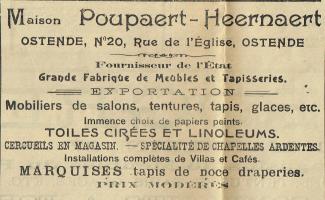 Maison Poupaert-Heernaert
OSTENDE, N°20, Rue de l'Église, OSTENDE
Fournisseur de l'État
Grande Fabrique de Meùbles et Tapisseries.
EXPORTATION
Mobiliers de salons, tentures, tapis, glaces, etc.
Immence choix de papiers peints.
TOILES CIRÉES ET LINOLEUMS.
CERCUEILS EN MAGASIN. — SPÉCIALITÉ DE CHAPELLES ARDENTES.
Installations complètes de Villas et Cafés.
MARQUISES tapis de noce draperies.
PRIX MODÉRÉS